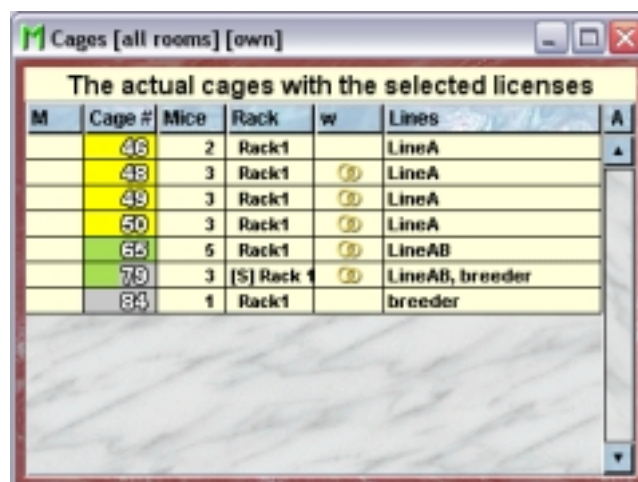 M Cages [all rooms] [own]
The actual cages with the selected licenses
M Cage # Mice Rack w Lines A
46 2 Rack1 LineA
48 3 Rack1 LineA
49 3 Rack1 LineA
50 3 Rack1 LineA
65 5 Rack1 LineAB
79 3 [S] Rack 1 LineAB, breeder
84 1 Rack1 breeder